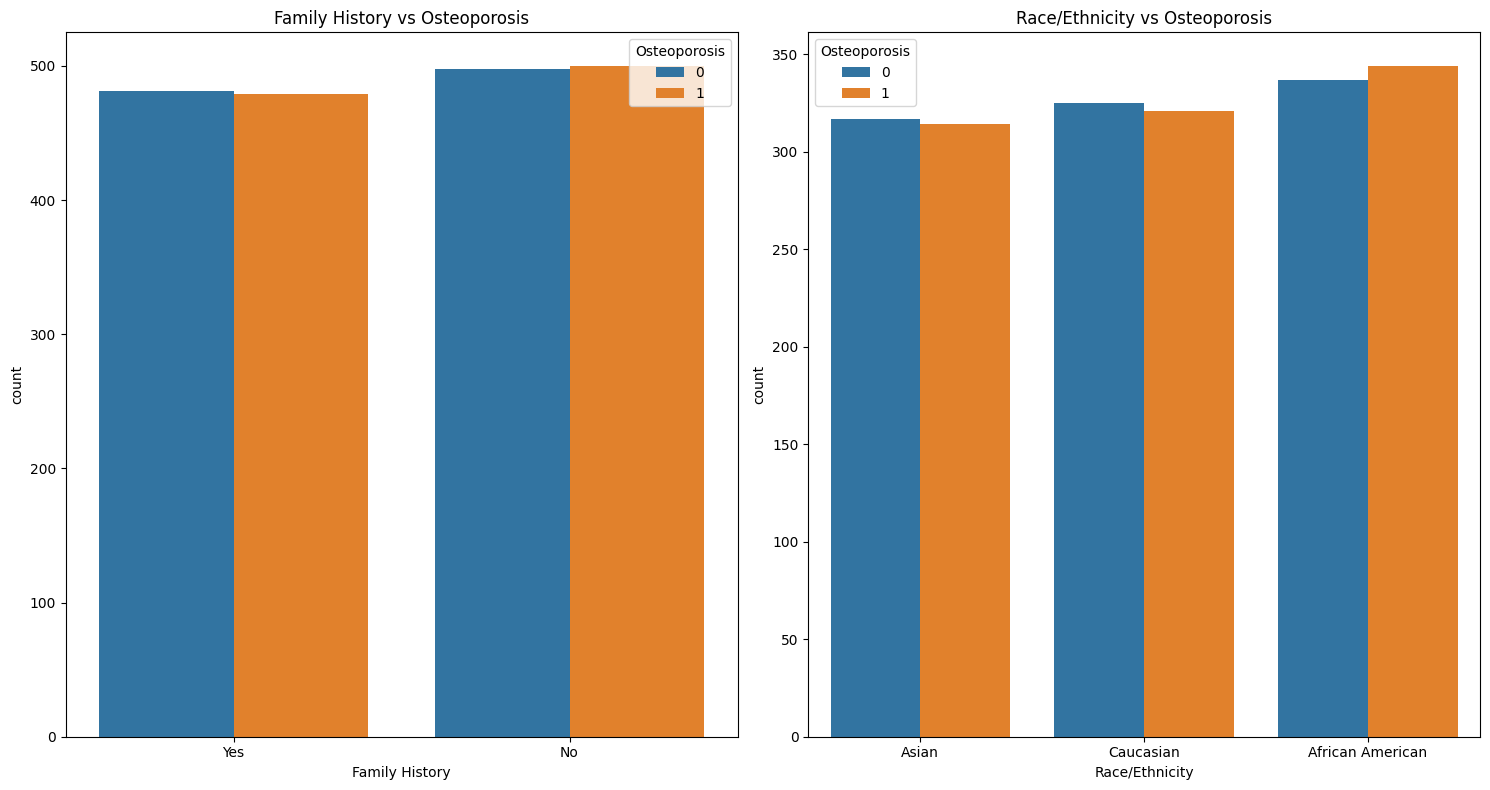 Family History vs Osteoporosis
Osteoporosis
0
1
500
400
300
200
100
0
count
Yes
No
Family History
Race/Ethnicity vs Osteoporosis
Osteoporosis
0
1
350
300
250
200
150
100
50
0
count
Asian
Caucasian
African American
Race/Ethnicity